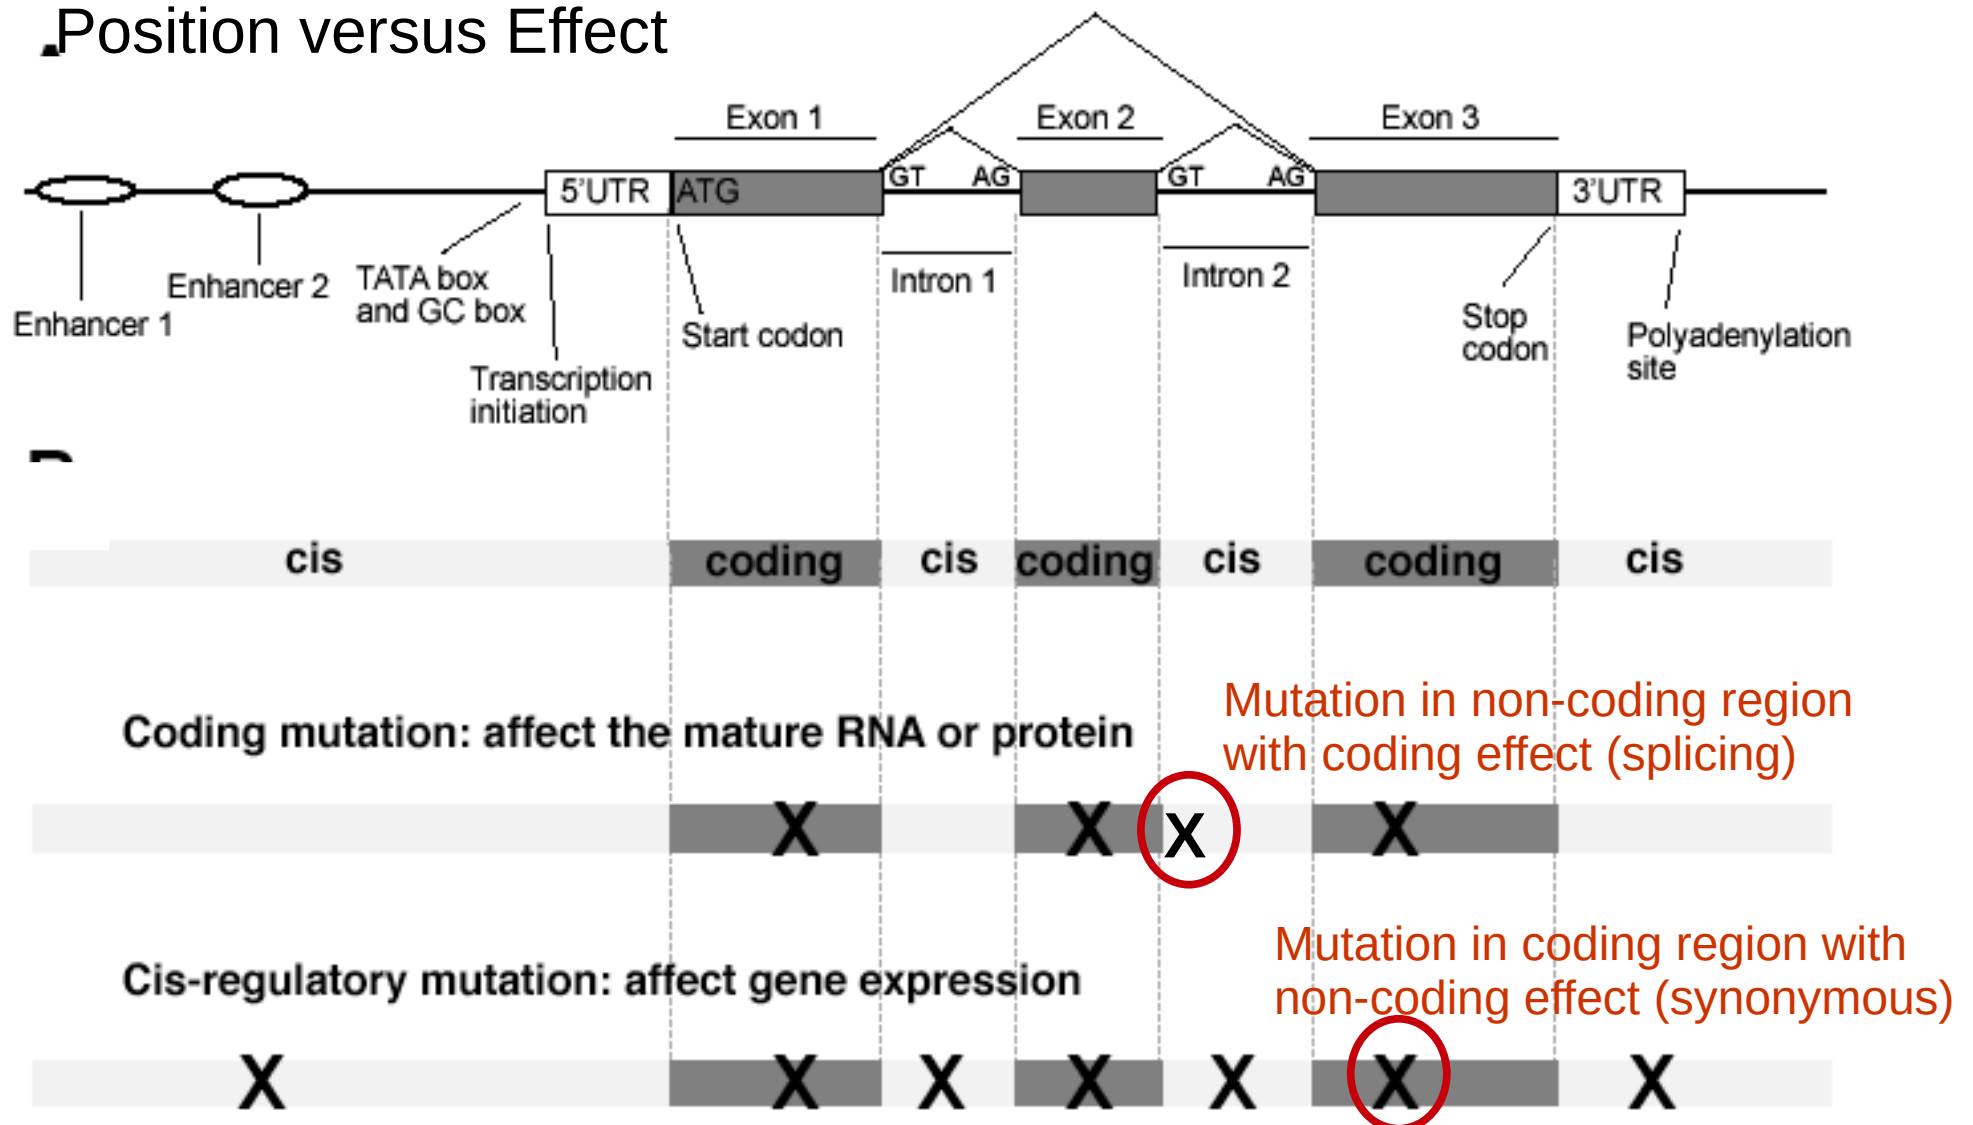 Position versus Effect
Exon 1
Exon 2
Exon 3
5’UTR
ATG
GT
AG
GT
AG
3’UTR
Enhancer 1
Enhancer 2
TATA box
and GC box
Transcription
initiation
Start codon
Intron 1
Intron 2
Stop
codon
Polyadenylation
site
cis
coding
cis
coding
cis
coding
cis
Mutation in non-coding region
with coding effect (splicing)
Coding mutation: affect the mature RNA or protein
X
X
X
X
Mutation in coding region with
non-coding effect (synonymous)
Cis-regulatory mutation: affect gene expression
X
X
X
X
X
X
X